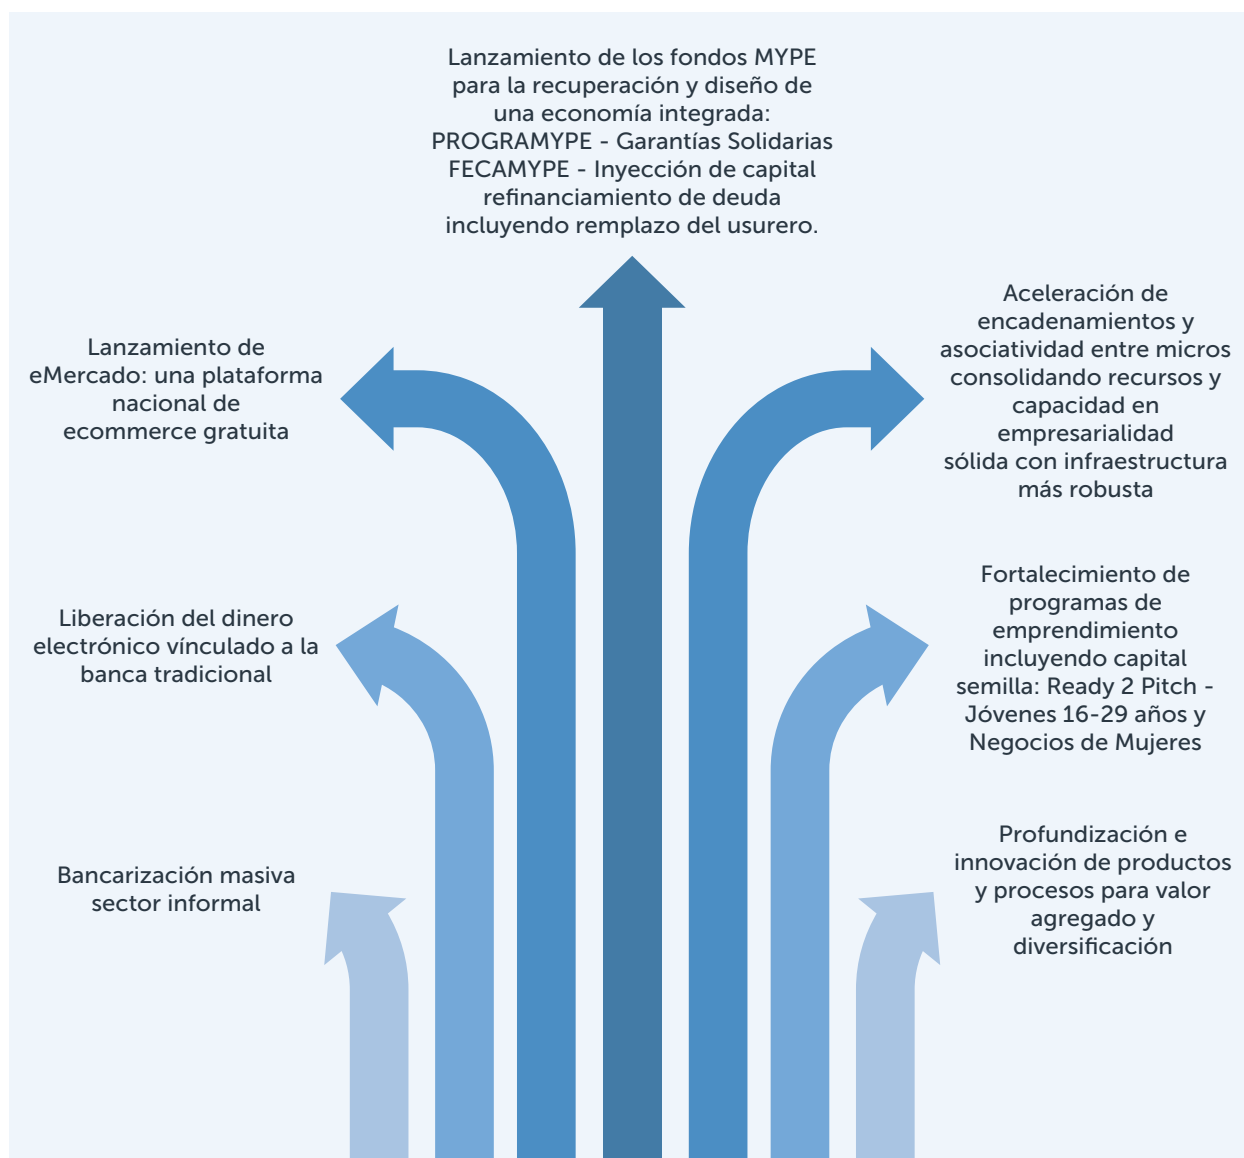 Lanzamiento de los fondos MYPE
para la recuperación y diseño de
una economía integrada:
PROGRAMYPE - Garantías Solidarias
FECAMYPE - Inyección de capital
refinanciamiento de deuda
incluyendo remplazo del usurero.
Lanzamiento de
eMercado: una plataforma
nacional de
ecommerce gratuita
Aceleración de
encadenamientos y
asociatividad entre micros
consolidando recursos y
capacidad en
empresarialidad
sólida con infraestructura
más robusta
Liberación del dinero
electrónico vínculado a la
banca tradicional
Fortalecimiento de
programas de
emprendimiento
incluyendo capital
semilla: Ready 2 Pitch -
Jóvenes 16-29 años y
Negocios de Mujeres
Bancarización masiva
sector informal
Profundización e
innovación de productos
y procesos para valor
agregado y
diversificación